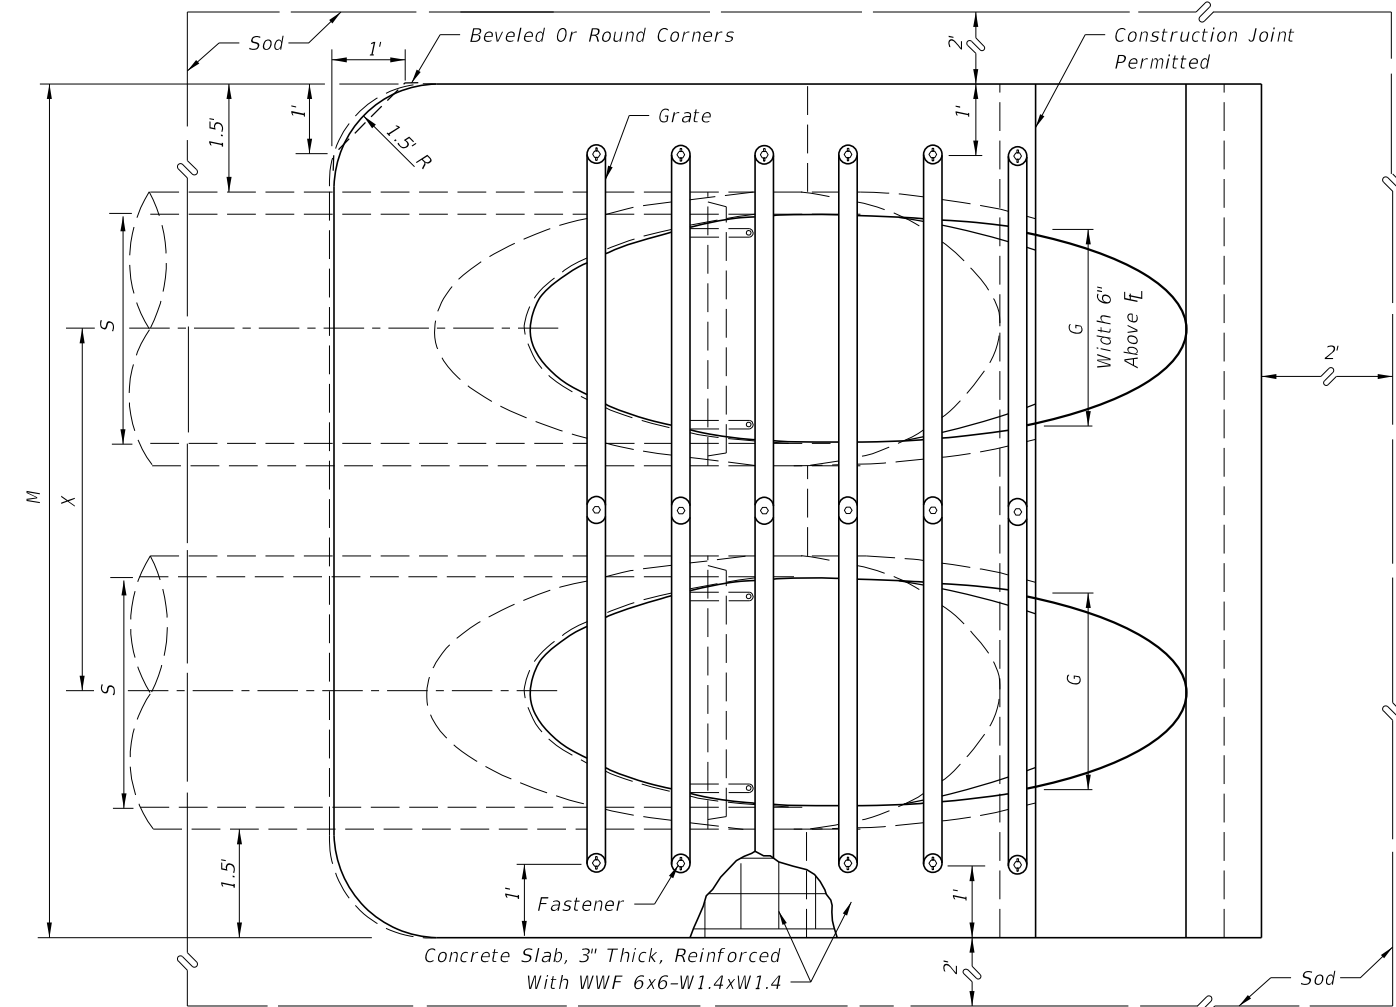 Sod
1'
Beveled Or Round Corners
2'
Construction Joint
Permitted
1'
1.5'
1.5' R
Grate
1'
S
G
Width 6"
Above ℄
2'
M
X
S
G
1.5'
1'
Fastener
1'
Concrete Slab, 3" Thick, Reinforced
With WWF 6x6-W1.4xW1.4
2'
Sod